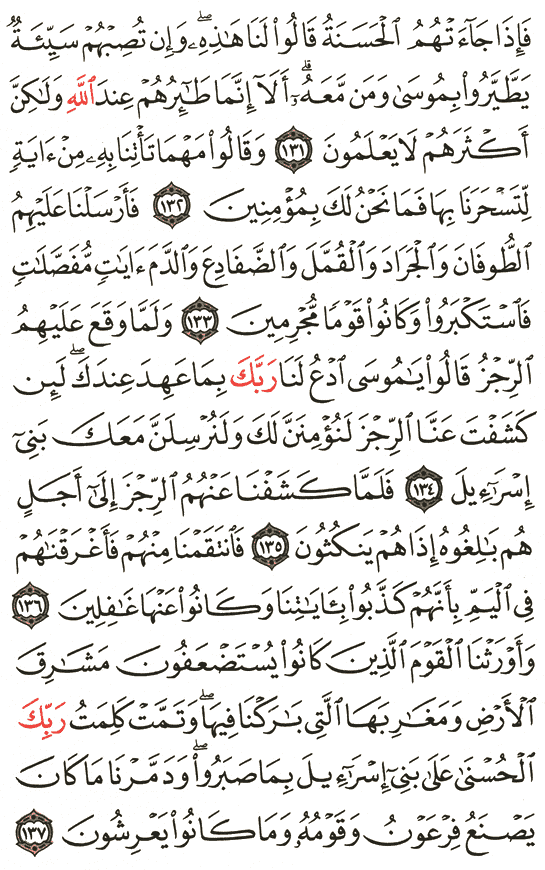 فَإِذَا جَآءَتْهُمُ ٱلْحَسَنَةُ قَالُوا۟ لَنَا هَـٰذِهِۦ ۖ وَإِن تُصِبْهُمْ سَيِّئَةٌ
يَطَّيَّرُوا۟ بِمُوسَىٰ وَمَن مَّعَهُۥٓ ۗ أَلَآ إِنَّمَا طَـٰٓئِرُهُمْ عِندَ ٱللَّهِ وَلَـٰكِنَّ
أَكْثَرَهُمْ لَا يَعْلَمُونَ ١٣١ وَقَالُوا۟ مَهْمَا تَأْتِنَا بِهِۦ مِنْ ءَايَةٍ
لِّتَسْحَرَنَا بِهَا فَمَا نَحْنُ لَكَ بِمُؤْمِنِينَ ١٣٢ فَأَرْسَلْنَا عَلَيْهِمُ
ٱلطُّوفَانَ وَٱلْجَرَادَ وَٱلْقُمَّلَ وَٱلضَّفَادِعَ وَٱلدَّمَ ءَايَـٰتٍ مُّفَصَّلَـٰتٍ
فَٱسْتَكْبَرُوا۟ وَكَانُوا۟ قَوْمًا مُّجْرِمِينَ ١٣٣ وَلَمَّا وَقَعَ عَلَيْهِمُ
ٱلرِّجْزُ قَالُوا۟ يَـٰمُوسَى ٱدْعُ لَنَا رَبَّكَ بِمَا عَهِدَ عِندَكَ ۖ لَئِن
كَشَفْتَ عَنَّا ٱلرِّجْزَ لَنُؤْمِنَنَّ لَكَ وَلَنُرْسِلَنَّ مَعَكَ بَنِىٓ
إِسْرَٰٓءِيلَ ١٣٤ فَلَمَّا كَشَفْنَا عَنْهُمُ ٱلرِّجْزَ إِلَىٰٓ أَجَلٍ
هُم بَـٰلِغُوهُ إِذَا هُمْ يَنكُثُونَ ١٣٥ فَٱنتَقَمْنَا مِنْهُمْ فَأَغْرَقْنَـٰهُمْ
فِى ٱلْيَمِّ بِأَنَّهُمْ كَذَّبُوا۟ بِـَٔايَـٰتِنَا وَكَانُوا۟ عَنْهَا غَـٰفِلِينَ ١٣٦
وَأَوْرَثْنَا ٱلْقَوْمَ ٱلَّذِينَ كَانُوا۟ يُسْتَضْعَفُونَ مَشَـٰرِقَ
ٱلْأَرْضِ وَمَغَـٰرِبَهَا ٱلَّتِى بَـٰرَكْنَا فِيهَا ۖ وَتَمَّتْ كَلِمَتُ رَبِّكَ
ٱلْحُسْنَىٰ عَلَىٰ بَنِىٓ إِسْرَٰٓءِيلَ بِمَا صَبَرُوا۟ ۖ وَدَمَّرْنَا مَا كَانَ
يَصْنَعُ فِرْعَوْنُ وَقَوْمُهُۥ وَمَا كَانُوا۟ يَعْرِشُونَ ١٣٧